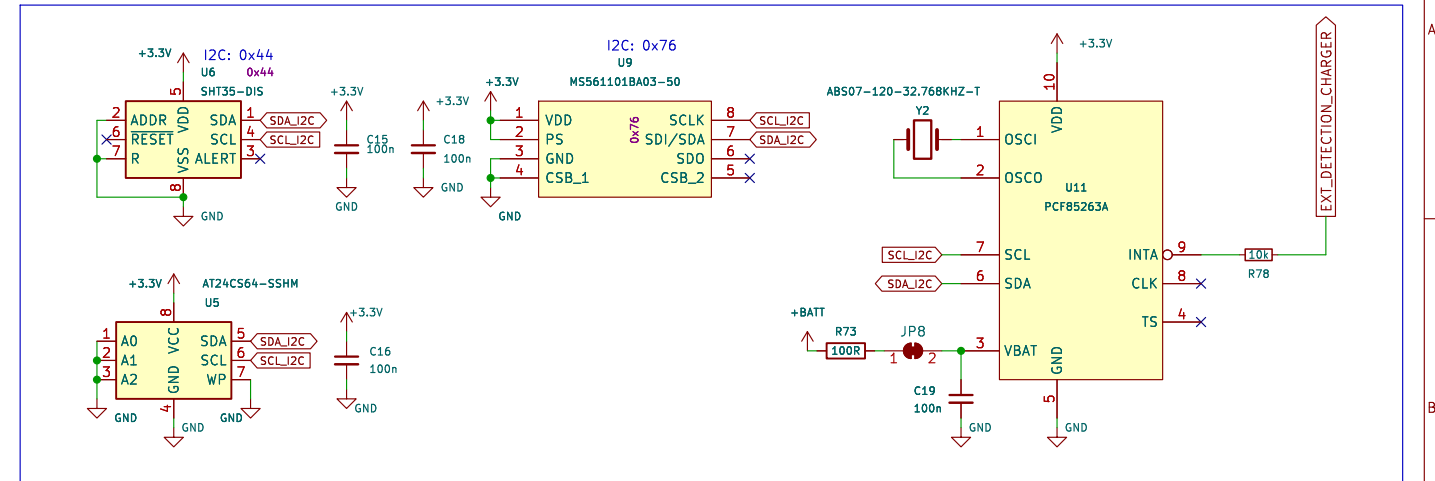 I2C: 0x44
+3.3V
U6
0x44
SHT35-DIS
5
VDD
2
ADDR
SDA
1
SDA_I2C
6
RESET
SCL
4
SCL_I2C
7
R
ALERT
3
VSS
8
GND
+3.3V
C15
100n
GND
+3.3V
C18
100n
GND
I2C: 0x76
U9
MS561101BA03-50
+3.3V
0x76
1
VDD
SCLK
8
SCL_I2C
2
PS
SDI/SDA
7
SDA_I2C
3
GND
SDO
6
4
CSB_1
CSB_2
5
GND
+3.3V
10
VDD
ABS07-120-32.768KHZ-T
Y2
1
OSCI
2
OSCO
U11
PCF85263A
SCL_I2C
7
SCL
SDA_I2C
6
SDA
INTA
9
10k
R78
CLK
8
TS
4
EXT_DETECTION_CHARGER
+BATT
R73
100R
JP8
1
2
3
VBAT
GND
5
GND
C19
100n
GND
+3.3V
AT24CS64-SSHM
U5
8
VCC
1
A0
SDA
5
SDA_I2C
2
A1
SCL
6
SCL_I2C
3
A2
WP
7
GND
4
GND
GND
GND
+3.3V
C16
100n
GND
A
B